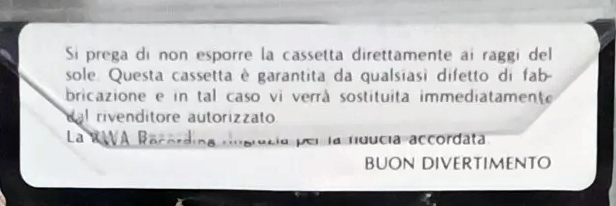 Si prega di non esporre la cassetta direttamente ai raggi del
sole. Questa cassetta è garantita da qualsiasi difetto di fab-
bricazione e in tal caso vi verrà sostituita immediatamente
dal rivenditore autorizzato.
La Recording ringrazia per la fiducia accordata.
BUON DIVERTIMENTO